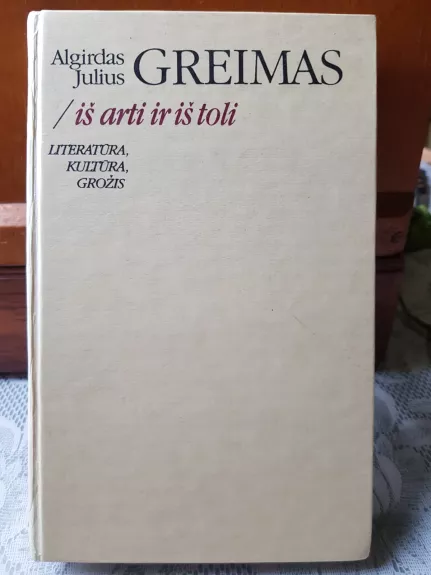 Algirdas
Julius GREIMAS
/ iš arti ir iš toli
LITERATŪRA,
KULTŪRA,
GROŽIS